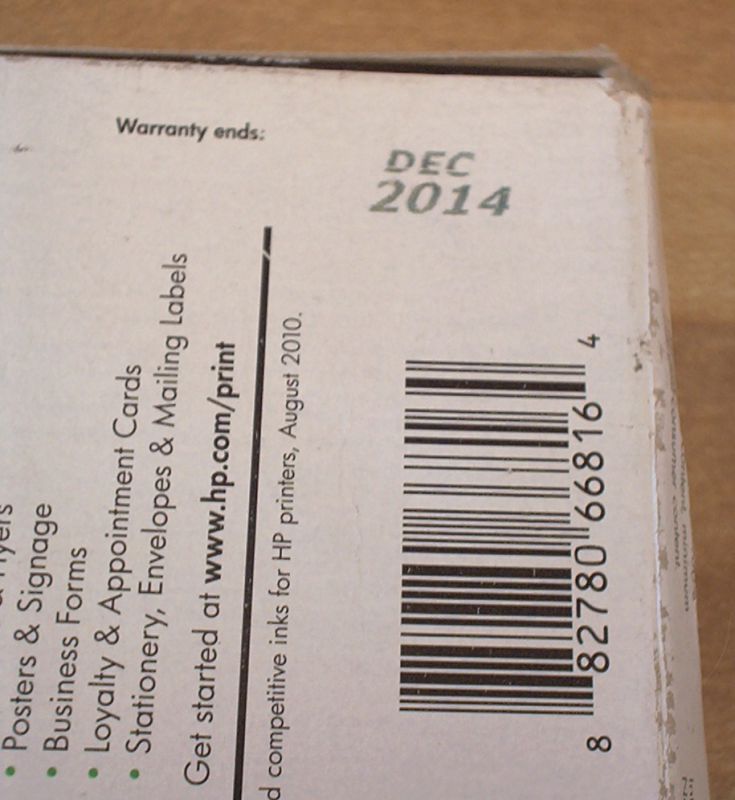 Warranty ends:
DEC
2014
• Posters & Signage
• Business Forms
• Loyalty & Appointment Cards
• Stationery, Envelopes & Mailing Labels
Get started at www.hp.com/print
competitive inks for HP printers, August 2010.
8 82780 66816 4